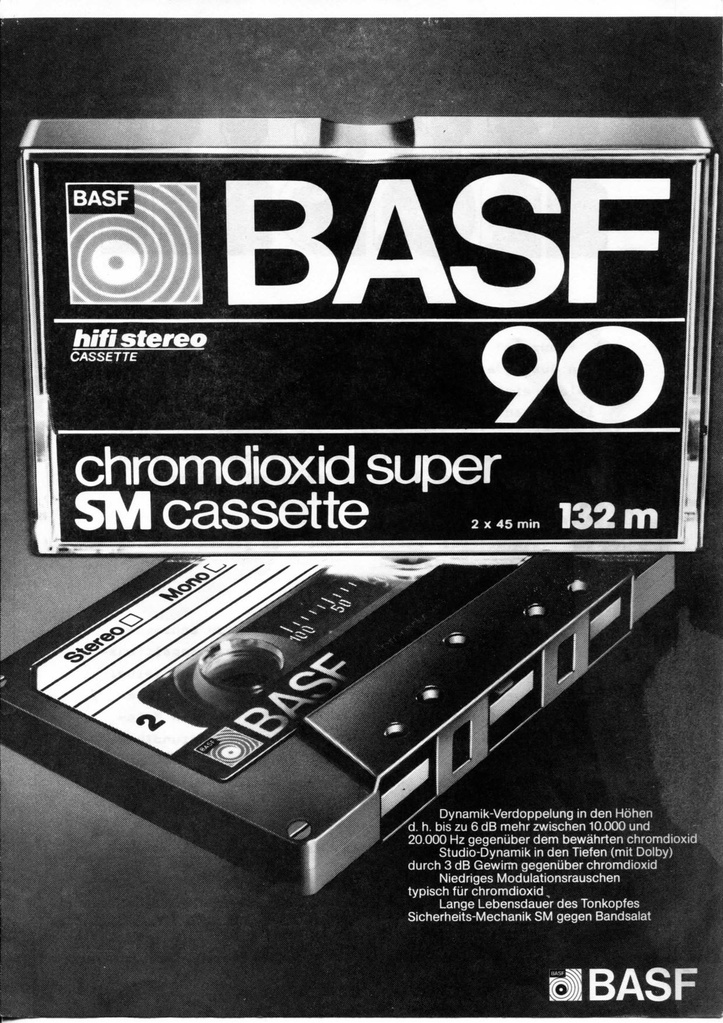 BASF
BASF
hifi stereo
CASSETTE
90
chromdioxid super
SM cassette
2 x 45 min 132 m
Stereo Mono
100 50
2
BASF
BASF
Dynamik-Verdoppelung in den Höhen
d. h. bis zu 6 dB mehr zwischen 10.000 und
20.000 Hz gegenüber dem bewährten chromdioxid
Studio-Dynamik in den Tiefen (mit Dolby)
durch 3 dB Gewinn gegenüber chromdioxid
Niedriges Modulationsrauschen
typisch für chromdioxid
Lange Lebensdauer des Tonkopfes
Sicherheits-Mechanik SM gegen Bandsalat
BASF
BASF